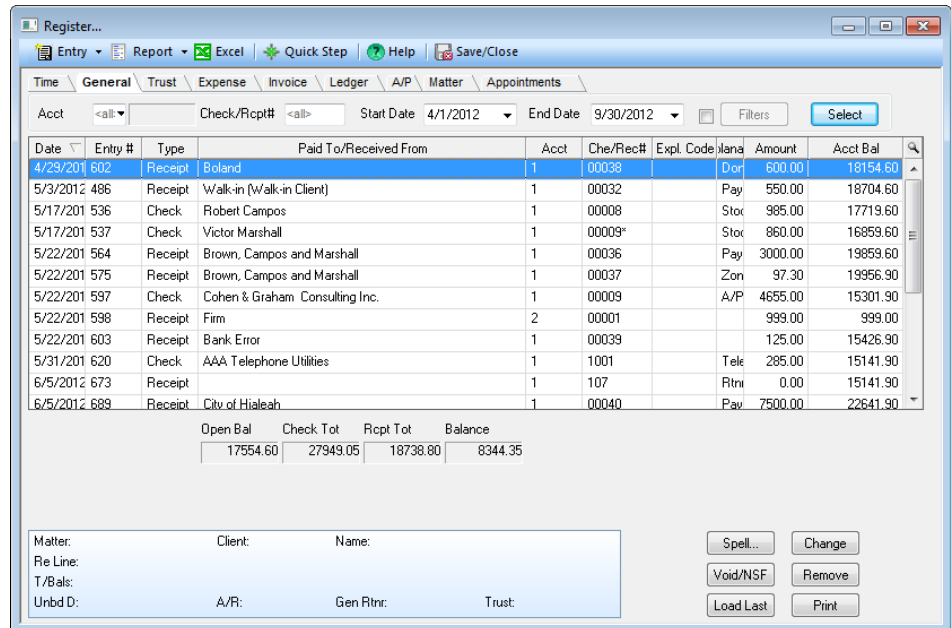 Register...
Entry Report Excel Quick Step Help Save/Close
Time General Trust Expense Invoice Ledger A/P Matter Appointments
Acct <all: Check/Rcpt# <all> Start Date 4/1/2012 End Date 9/30/2012 Filters Select
Date Entry # Type Paid To/Received From Acct Che/Rec# Expl. Code plana Amount Acct Bal
4/29/201 602 Receipt Boland 1 00038 Don 600.00 18154.60
5/3/2012 486 Receipt Walk-in (Walk-in Client) 1 00032 Pay 550.00 18704.60
5/17/201 536 Check Robert Campos 1 00008 Stoc 985.00 17719.60
5/17/201 537 Check Victor Marshall 1 00009* Stoc 860.00 16859.60
5/22/201 564 Receipt Brown, Campos and Marshall 1 00036 Pay 3000.00 19859.60
5/22/201 575 Receipt Brown, Campos and Marshall 1 00037 Zon 97.30 19956.90
5/22/201 597 Check Cohen & Graham Consulting Inc. 1 00009 A/P 4655.00 15301.90
5/22/201 598 Receipt Firm 2 00001 999.00 999.00
5/22/201 603 Receipt Bank Error 1 00039 125.00 15426.90
5/31/201 620 Check AAA Telephone Utilities 1 1001 Tele 285.00 15141.90
6/5/2012 673 Receipt 1 107 Rtnr 0.00 15141.90
6/5/2012 689 Receipt City of Hialeah 1 00040 Pay 7500.00 22641.90
Open Bal Check Tot Rcpt Tot Balance
17554.60 27949.05 18738.80 8344.35
Matter: Client: Name:
Re Line:
T/Bals:
Unbd D: A/R: Gen Rtnr: Trust:
Spell... Change
Void/NSF Remove
Load Last Print